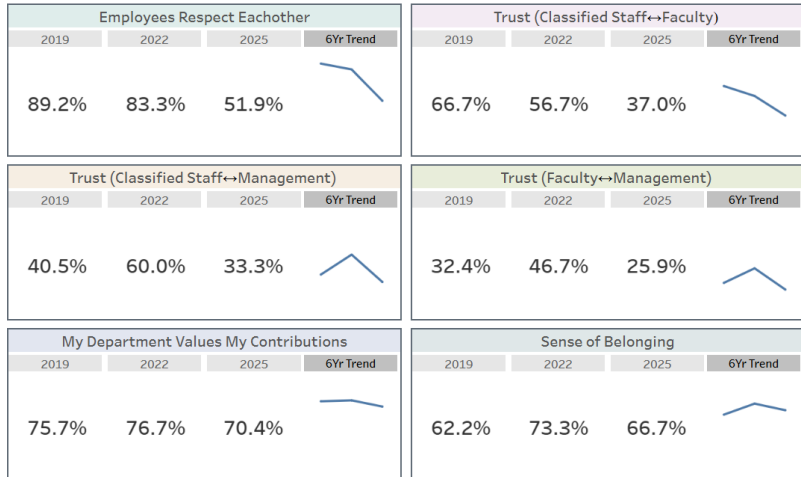 Employees Respect Eachother
2019 2022 2025 6Yr Trend
89.2% 83.3% 51.9%
Trust (Classified Staff↔Faculty)
2019 2022 2025 6Yr Trend
66.7% 56.7% 37.0%
Trust (Classified Staff↔Management)
2019 2022 2025 6Yr Trend
40.5% 60.0% 33.3%
Trust (Faculty↔Management)
2019 2022 2025 6Yr Trend
32.4% 46.7% 25.9%
My Department Values My Contributions
2019 2022 2025 6Yr Trend
75.7% 76.7% 70.4%
Sense of Belonging
2019 2022 2025 6Yr Trend
62.2% 73.3% 66.7%